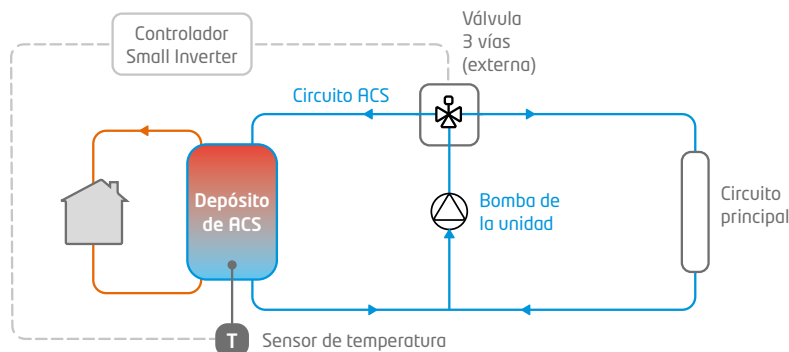 Controlador
Small Inverter
Válvula
3 vías
(externa)
Circuito ACS
Depósito
de ACS
Bomba de
la unidad
Circuito
principal
T
Sensor de temperatura